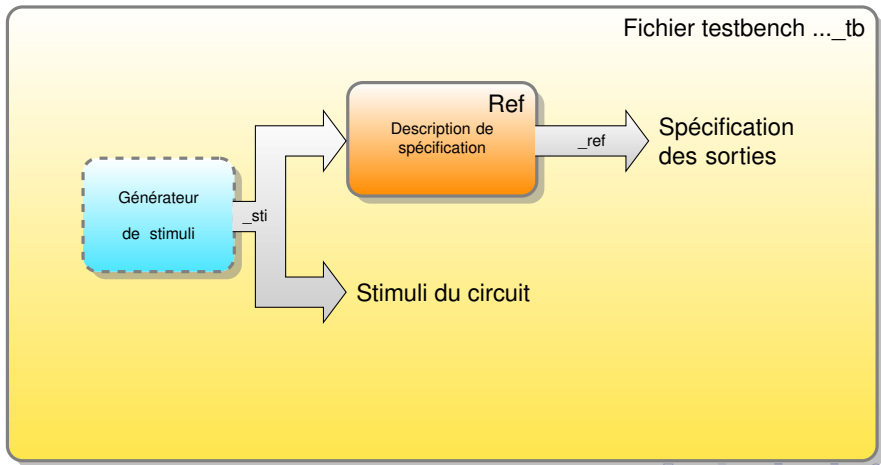 Fichier testbench ..._tb
Ref
Description de
spécification
_ref
Spécification
des sorties
Générateur
de stimuli
_sti
Stimuli du circuit